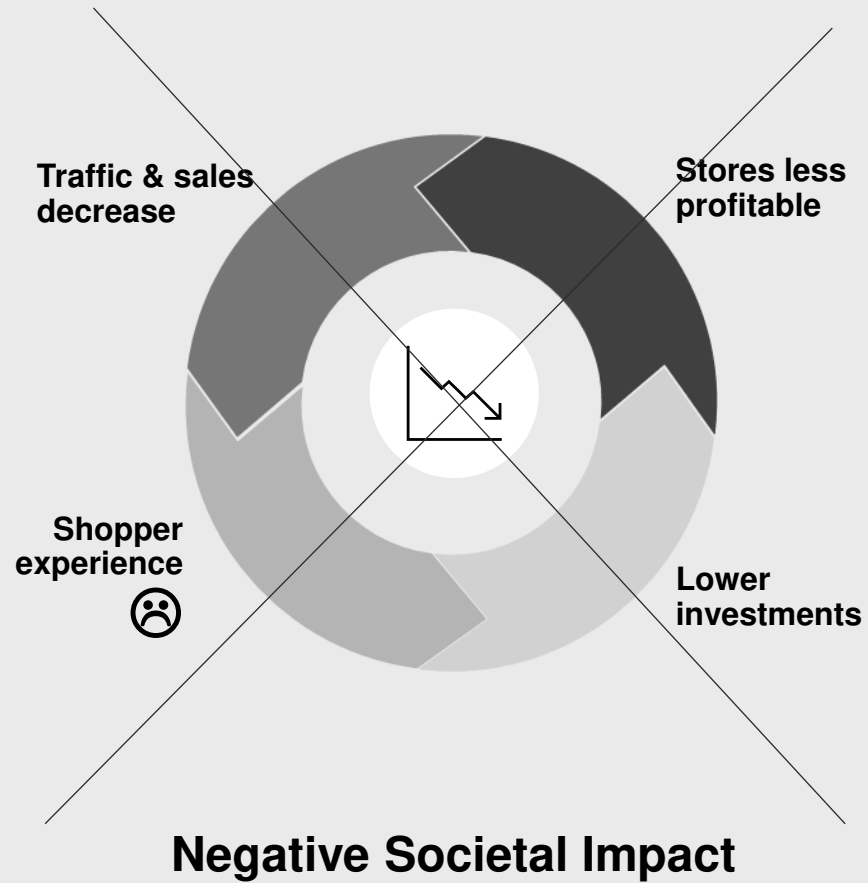 Traffic & sales
decrease
Stores less
profitable
Shopper
experience
Lower
investments
Negative Societal Impact